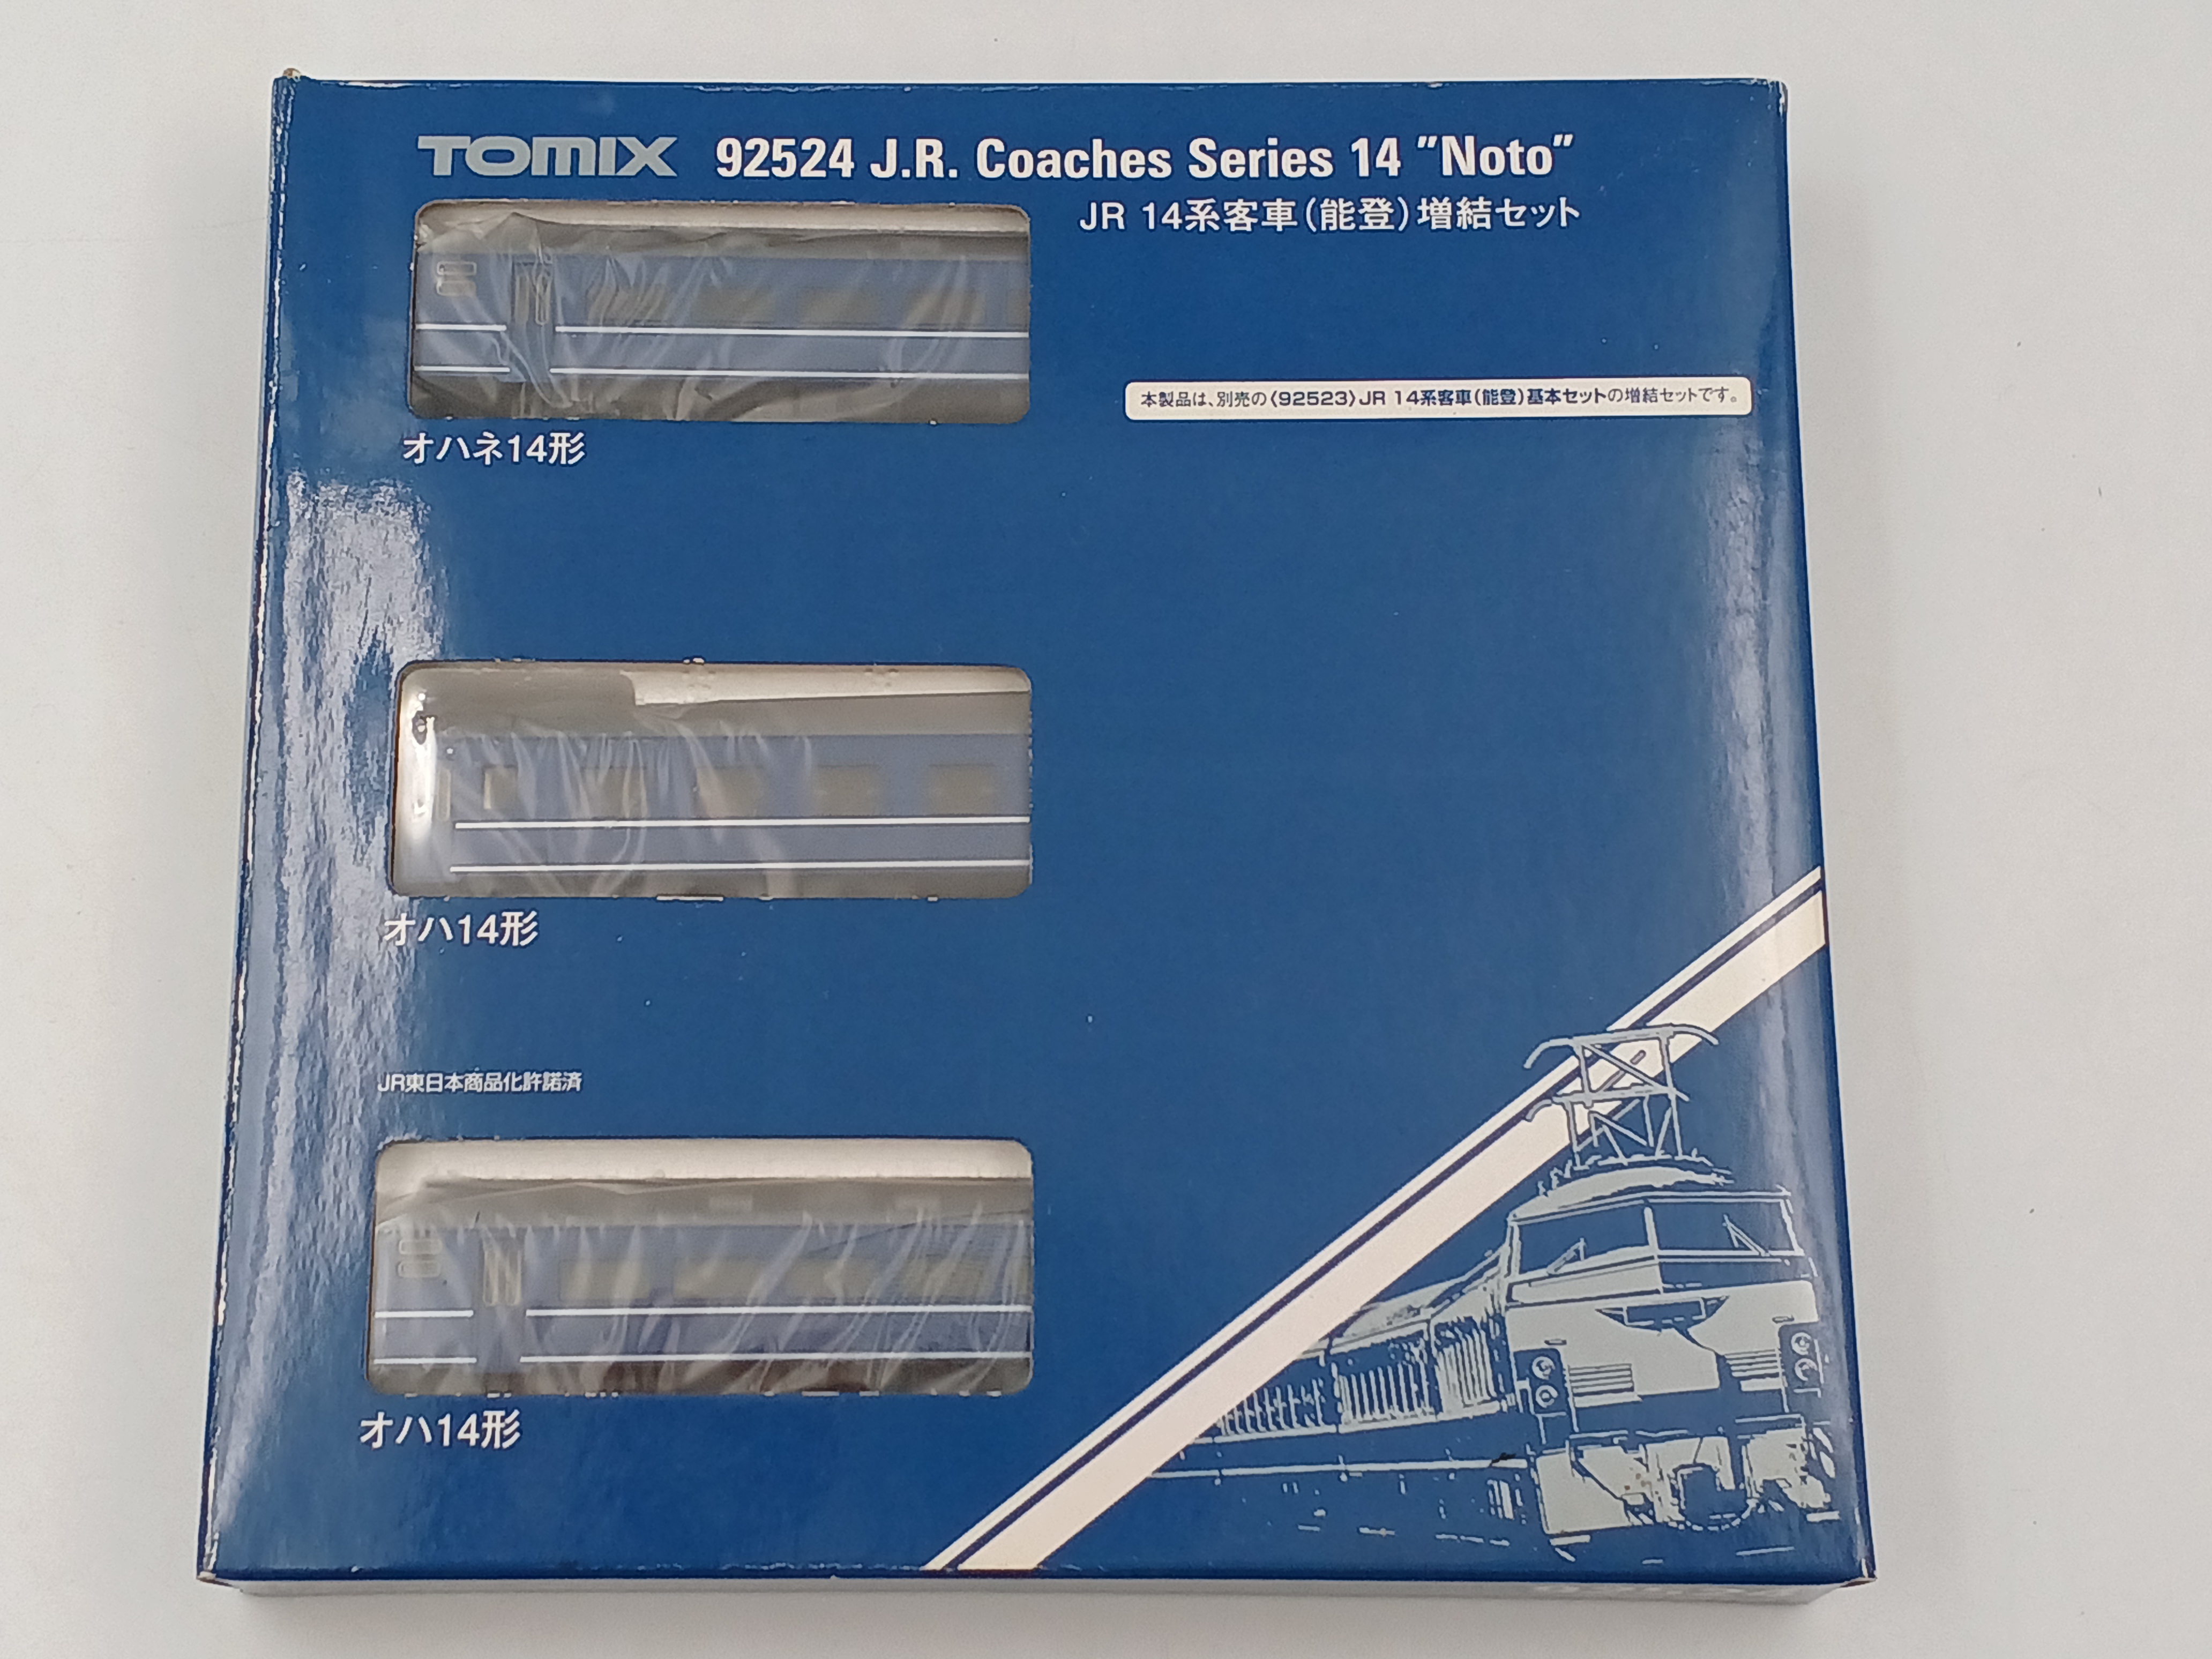 TOMIX 92524 J.R. Coaches Series 14 "Noto"
JR 14系客車(能登)増結セット
本製品は、別売の〈92523〉JR 14系客車(能登)基本セットの増結セットです。
オハネ14形
オハ14形
JR東日本商品化許諾済
オハ14形